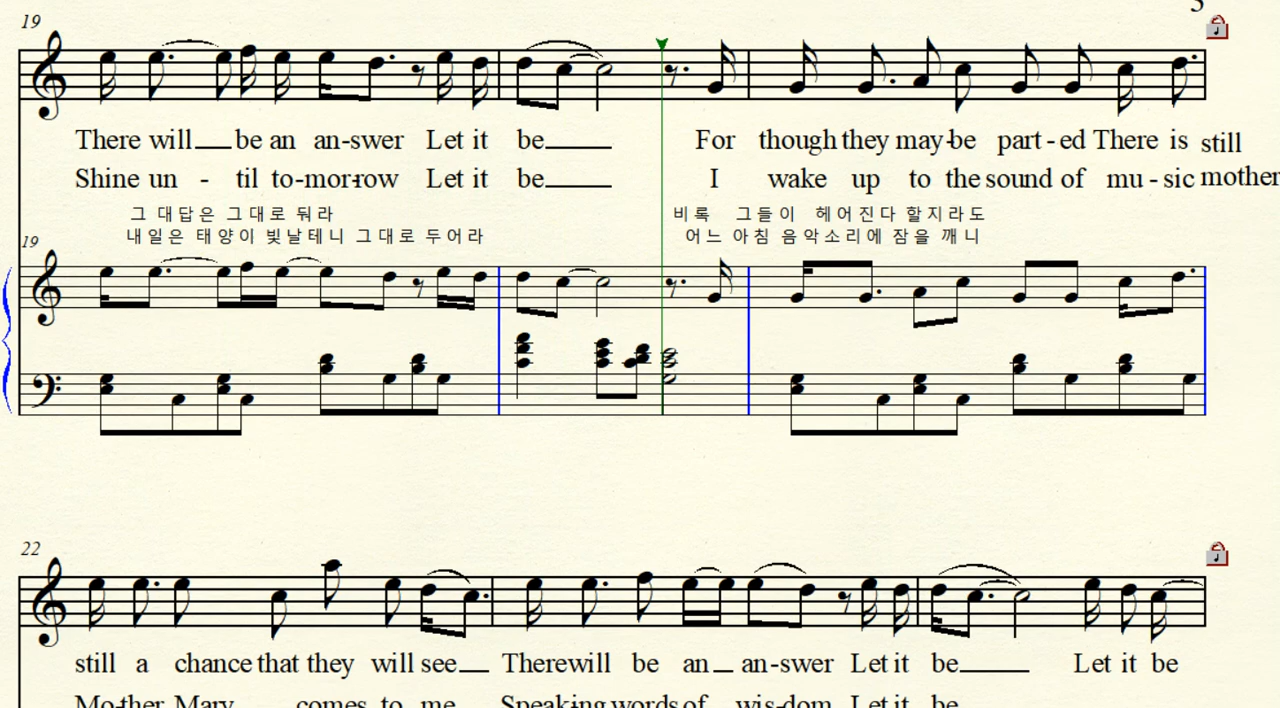 19
There will be an an-swer Let it be For though they may-be part-ed There is still
Shine un - til to-mor-row Let it be I wake up to the sound of mu-sic mother
그 대답은 그대로 둬라 비록 그들이 헤어진다 할지라도
내일은 태양이 빛날테니 그대로 두어라 어느 아침 음악소리에 잠을 깨니
19
22
still a chance that they will see There will be an an-swer Let it be Let it be
Mo-ther Mary comes to me Speak-ing words of wis-dom Let it be